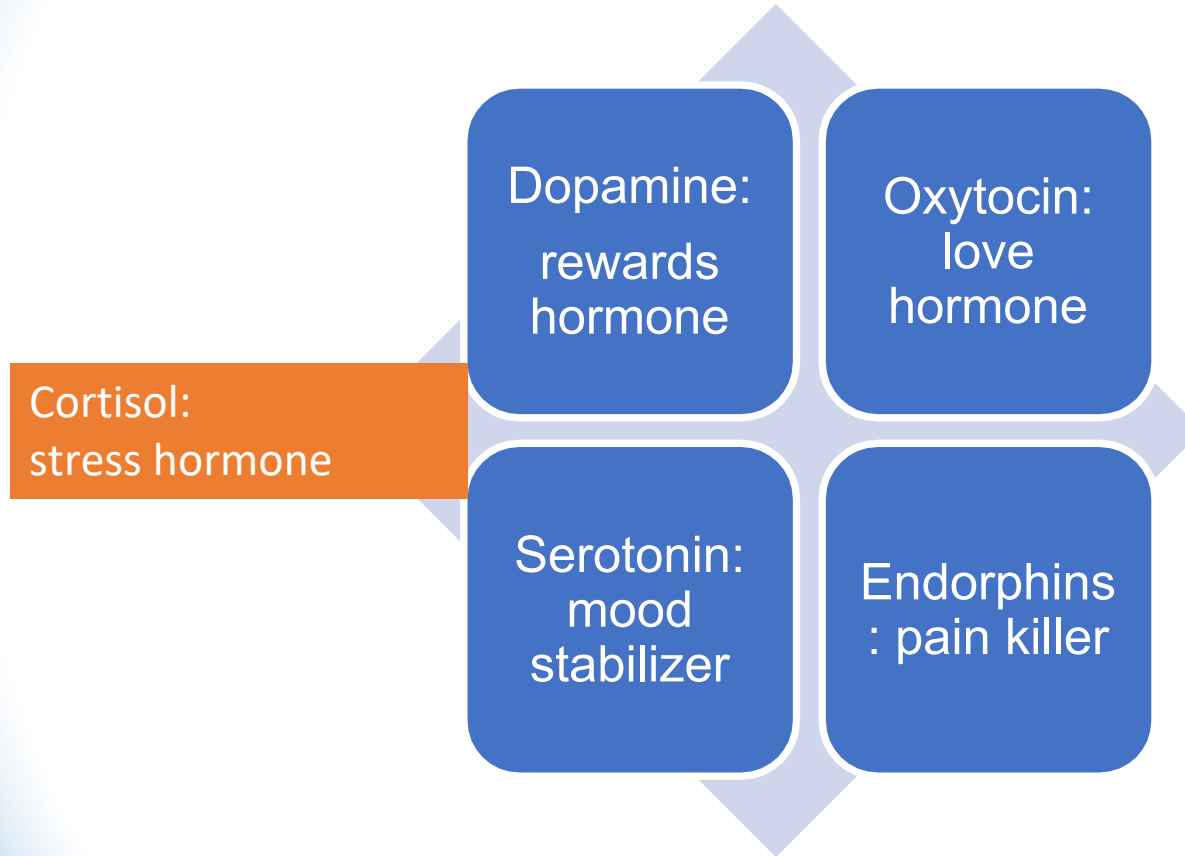 Dopamine:
rewards
hormone
Oxytocin:
love
hormone
Cortisol:
stress hormone
Serotonin:
mood
stabilizer
Endorphins
: pain killer